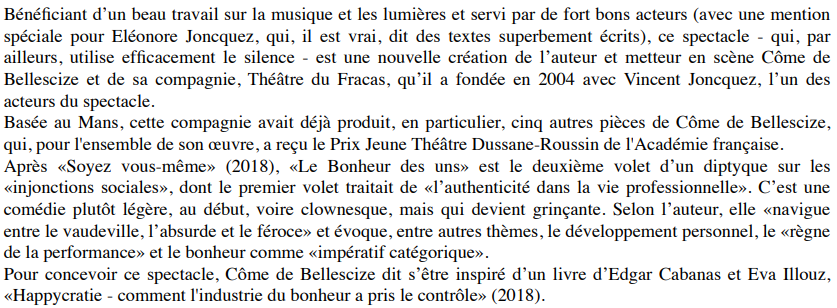 Bénéficiant d’un beau travail sur la musique et les lumières et servi par de fort bons acteurs (avec une mention
spéciale pour Eléonore Joncquez, qui, il est vrai, dit des textes superbement écrits), ce spectacle - qui, par
ailleurs, utilise efficacement le silence - est une nouvelle création de l’auteur et metteur en scène Côme de
Bellescize et de sa compagnie, Théâtre du Fracas, qu’il a fondée en 2004 avec Vincent Joncquez, l’un des
acteurs du spectacle.
Basée au Mans, cette compagnie avait déjà produit, en particulier, cinq autres pièces de Côme de Bellescize,
qui, pour l'ensemble de son œuvre, a reçu le Prix Jeune Théâtre Dussane-Roussin de l'Académie française.
Après «Soyez vous-même» (2018), «Le Bonheur des uns» est le deuxième volet d’un diptyque sur les
«injonctions sociales», dont le premier volet traitait de «l’authenticité dans la vie professionnelle». C’est une
comédie plutôt légère, au début, voire clownesque, mais qui devient grinçante. Selon l’auteur, elle «navigue
entre le vaudeville, l’absurde et le féroce» et évoque, entre autres thèmes, le développement personnel, le «règne
de la performance» et le bonheur comme «impératif catégorique».
Pour concevoir ce spectacle, Côme de Bellescize dit s’être inspiré d’un livre d’Edgar Cabanas et Eva Illouz,
«Happycratie - comment l'industrie du bonheur a pris le contrôle» (2018).